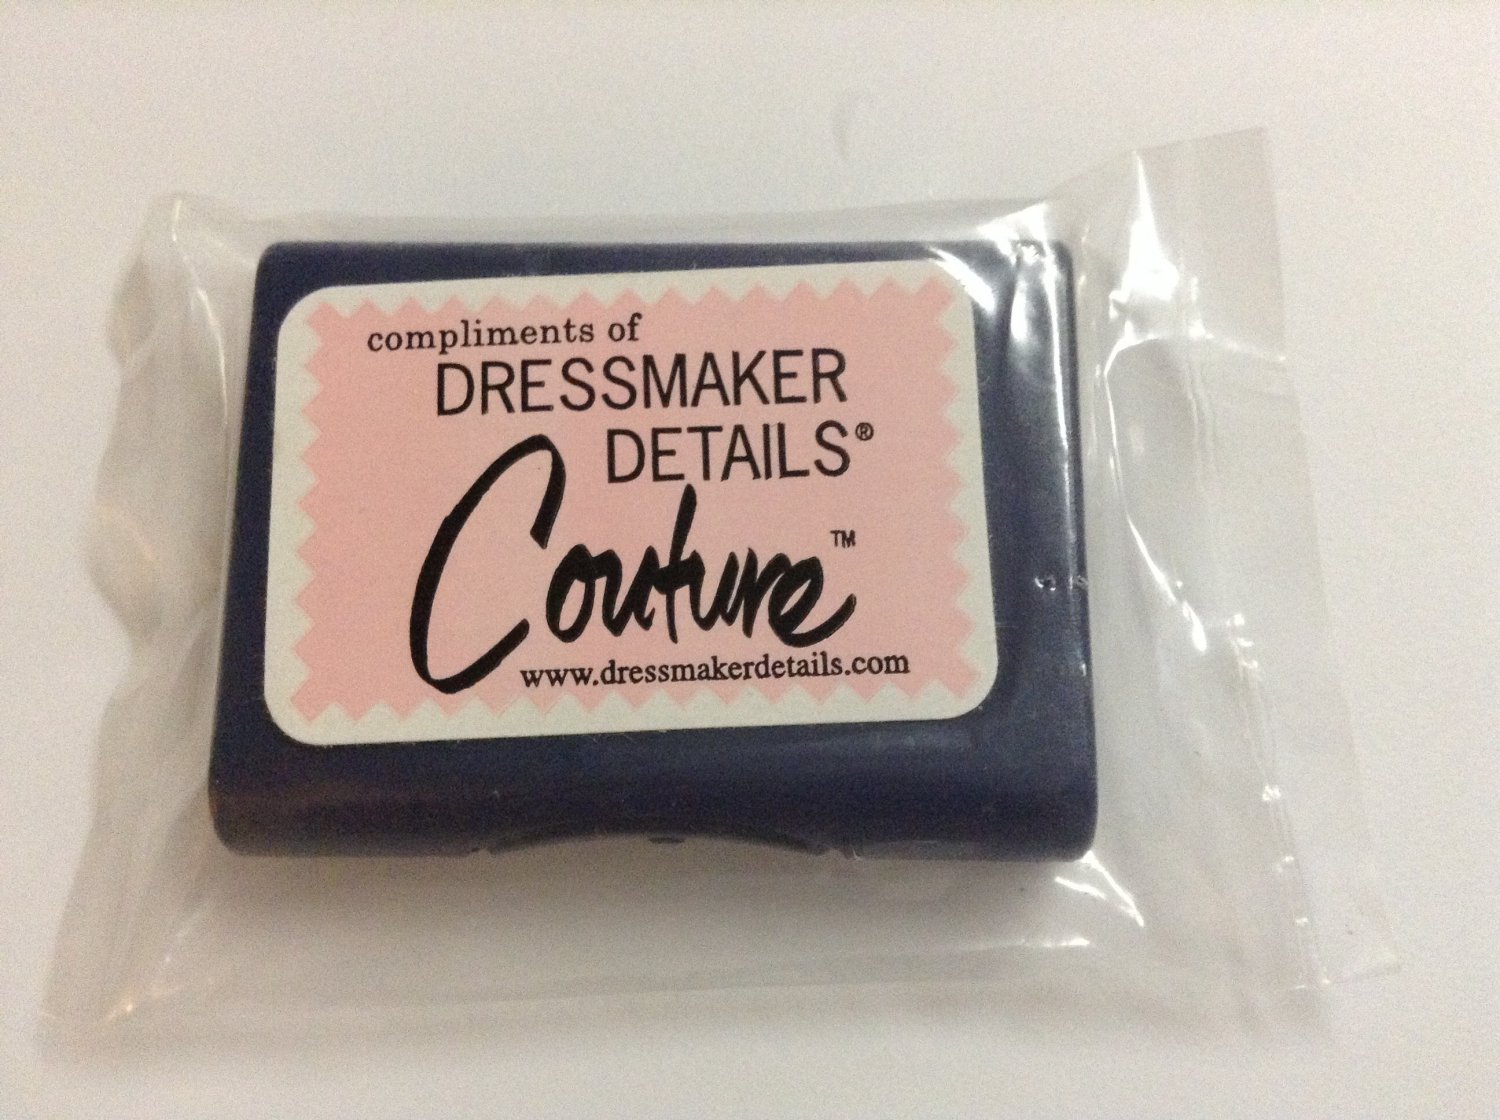 compliments of
DRESSMAKER
DETAILS®
Couture™
www.dressmakerdetails.com